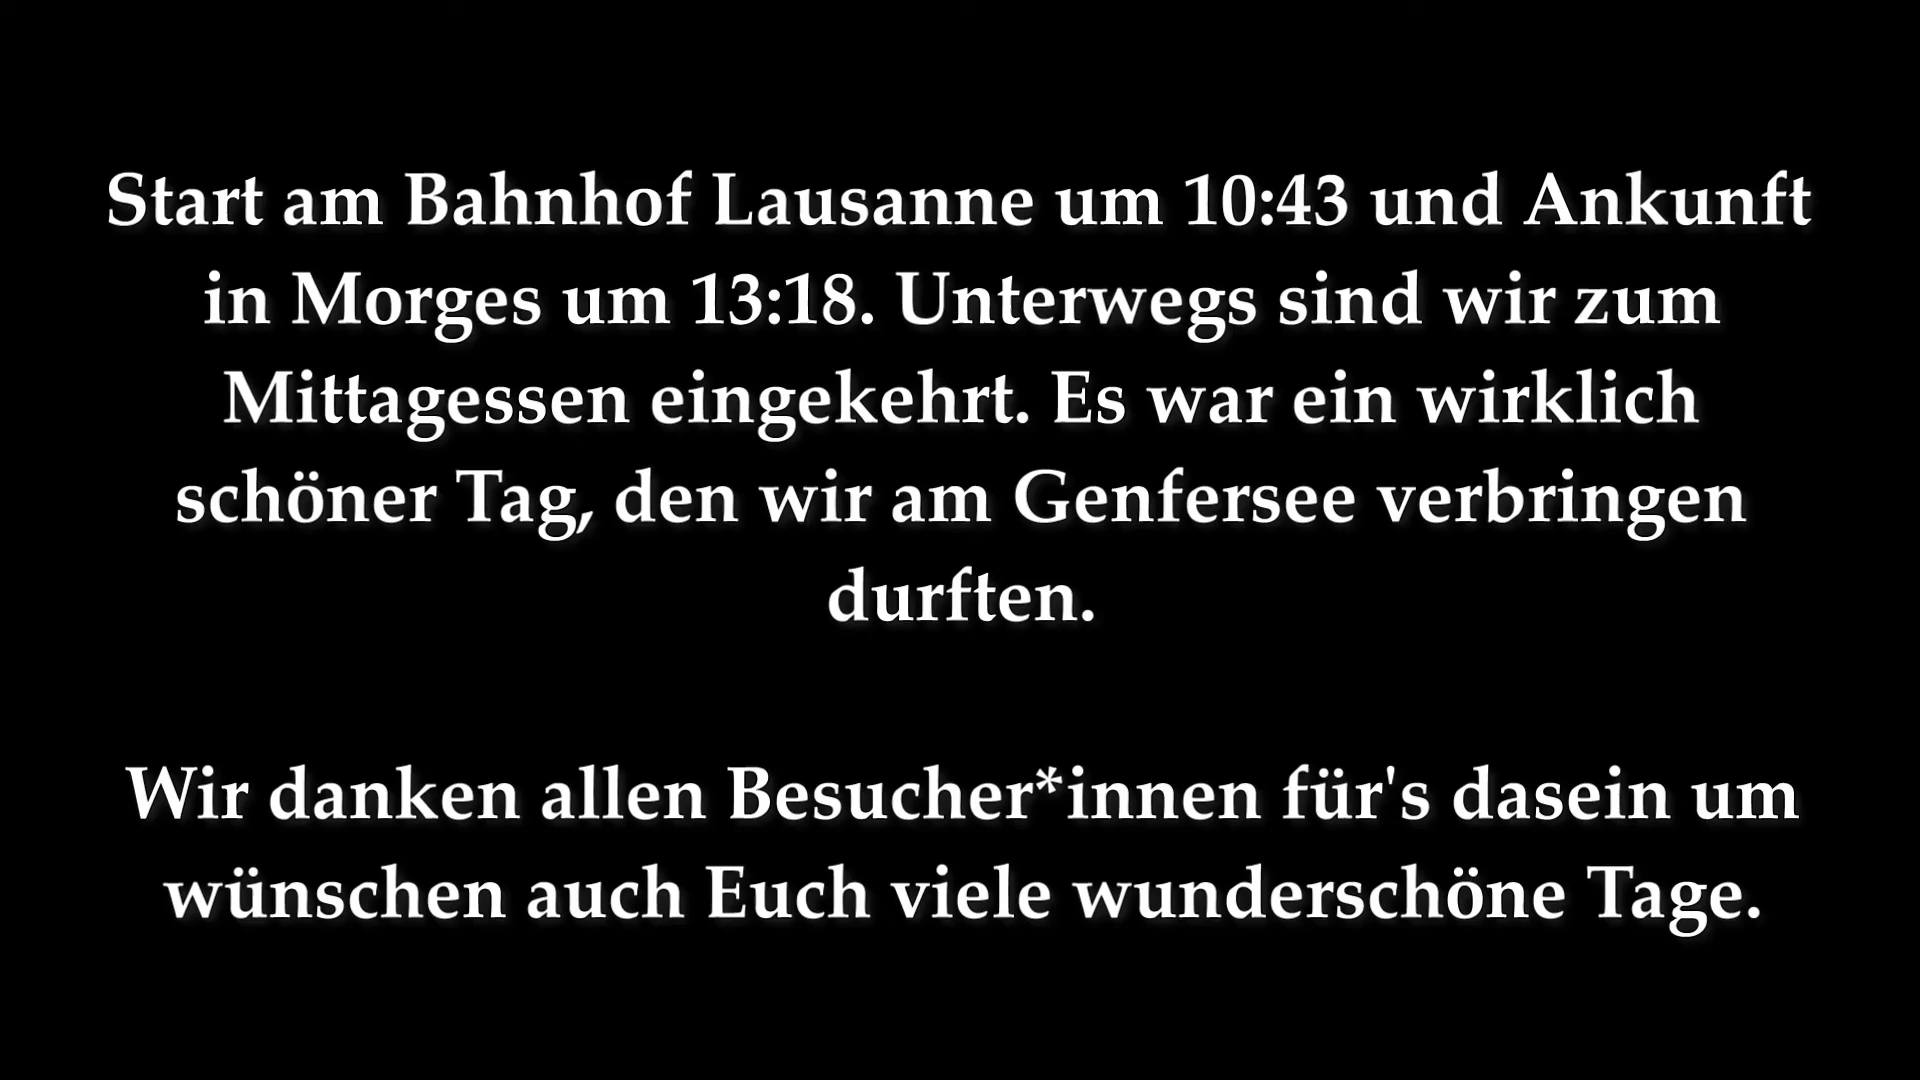 Start am Bahnhof Lausanne um 10:43 und Ankunft
in Morges um 13:18. Unterwegs sind wir zum
Mittagessen eingekehrt. Es war ein wirklich
schöner Tag, den wir am Genfersee verbringen
durften.
Wir danken allen Besucher*innen für's dasein um
wünschen auch Euch viele wunderschöne Tage.